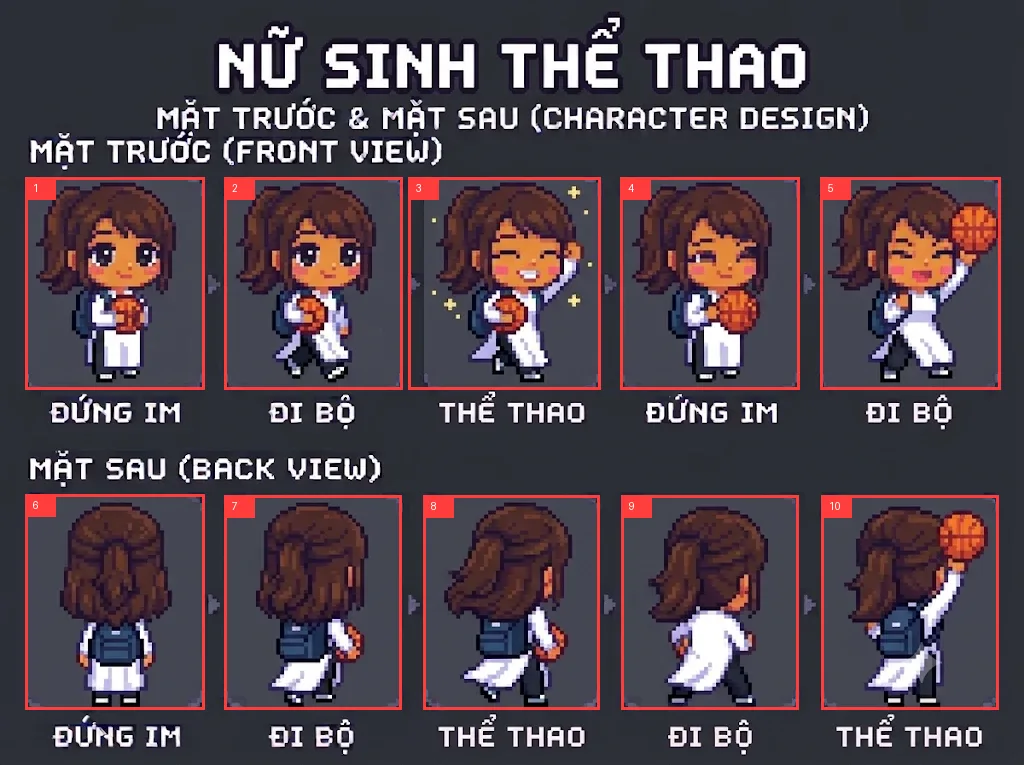 NỮ SINH THỂ THAO
MẶT TRƯỚC & MẶT SAU (CHARACTER DESIGN)
MẶT TRƯỚC (FRONT VIEW)
1 2 3 4 5
ĐỨNG IM ĐI BỘ THỂ THAO ĐỨNG IM ĐI BỘ
MẶT SAU (BACK VIEW)
6 7 8 9 10
ĐỨNG IM ĐI BỘ THỂ THAO ĐI BỘ THỂ THAO